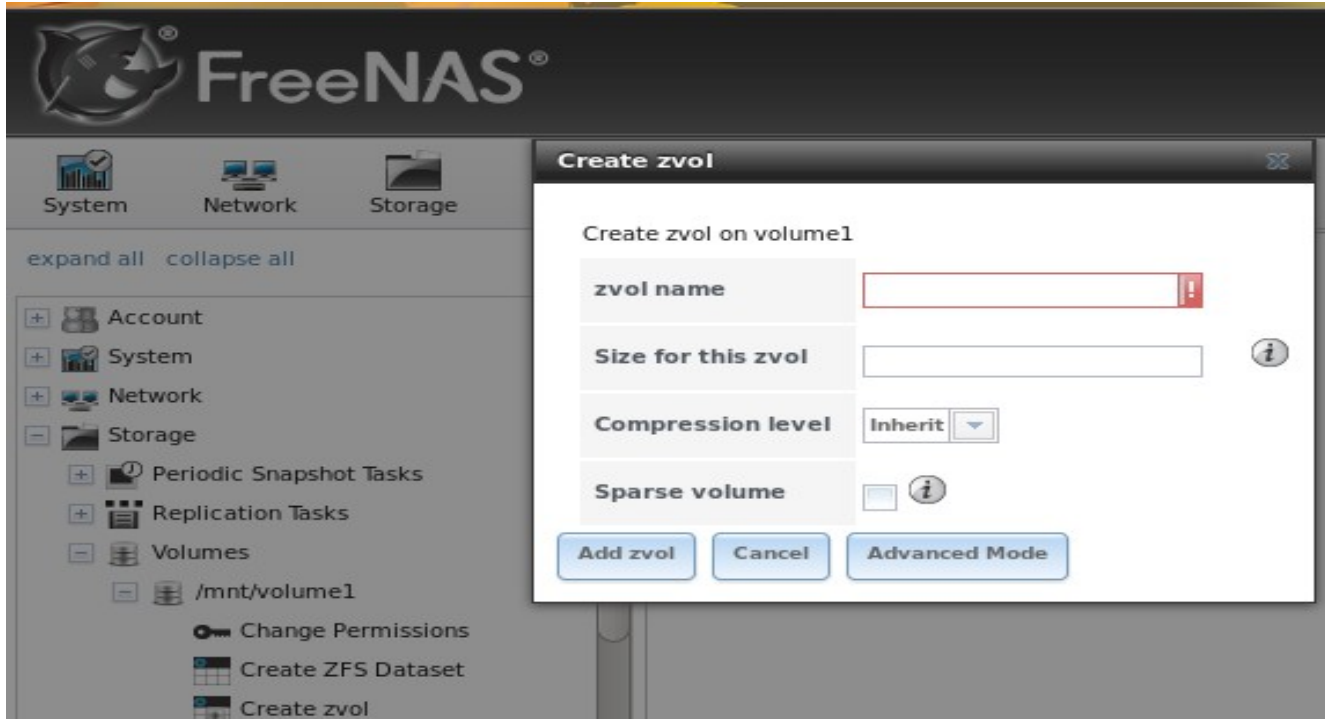 FreeNAS®
System Network Storage
expand all collapse all
Account
System
Network
Storage
Periodic Snapshot Tasks
Replication Tasks
Volumes
/mnt/volume1
Change Permissions
Create ZFS Dataset
Create zvol
Create zvol
Create zvol on volume1
zvol name
Size for this zvol
Compression level Inherit
Sparse volume
Add zvol Cancel Advanced Mode